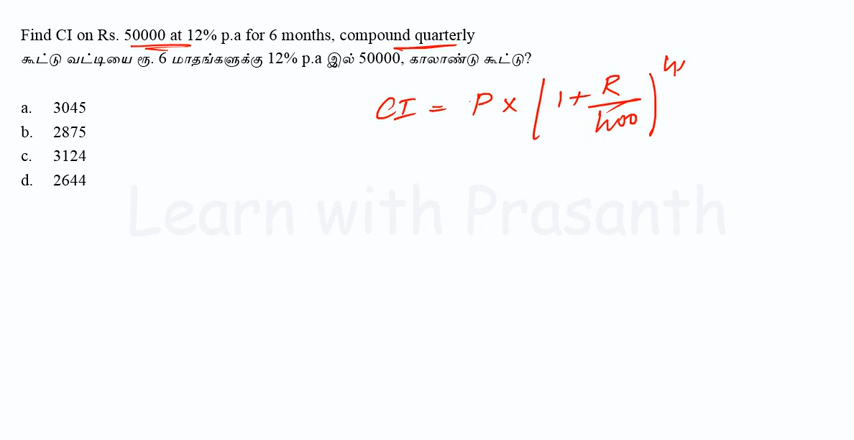 Find CI on Rs. 50000 at 12% p.a for 6 months, compound quarterly
கூட்டு வட்டியை ரூ. 6 மாதங்களுக்கு 12% p.a இல் 50000, காலாண்டு கூட்டு?
CI = P x (1 + R/400)^4
a. 3045
b. 2875
c. 3124
d. 2644
Learn with Prasanth